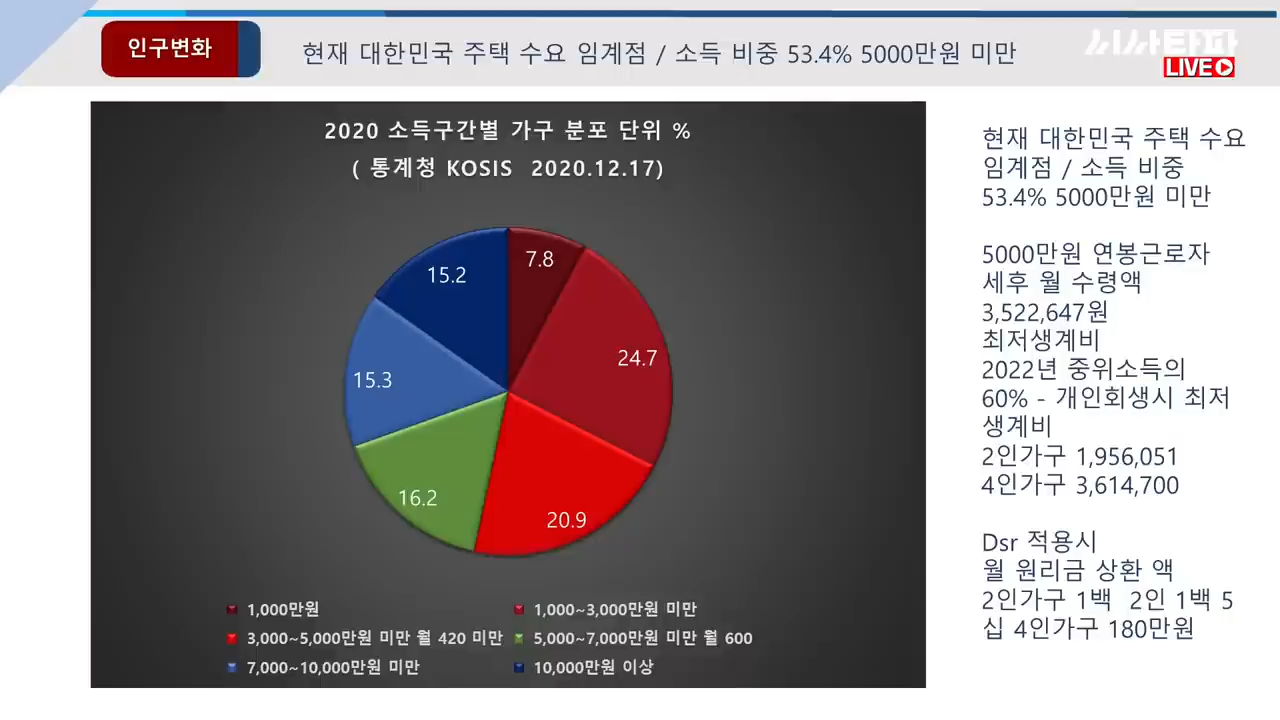 인구변화
현재 대한민국 주택 수요 임계점 / 소득 비중 53.4% 5000만원 미만
시사타파
LIVE
2020 소득구간별 가구 분포 단위 %
( 통계청 KOSIS 2020.12.17)
7.8
15.2
24.7
15.3
16.2
20.9
1,000만원
1,000~3,000만원 미만
3,000~5,000만원 미만 월 420 미만
5,000~7,000만원 미만 월 600
7,000~10,000만원 미만
10,000만원 이상
현재 대한민국 주택 수요
임계점 / 소득 비중
53.4% 5000만원 미만
5000만원 연봉근로자
세후 월 수령액
3,522,647원
최저생계비
2022년 중위소득의
60% - 개인회생시 최저
생계비
2인가구 1,956,051
4인가구 3,614,700
Dsr 적용시
월 원리금 상환 액
2인가구 1백 2인 1백 5
십 4인가구 180만원